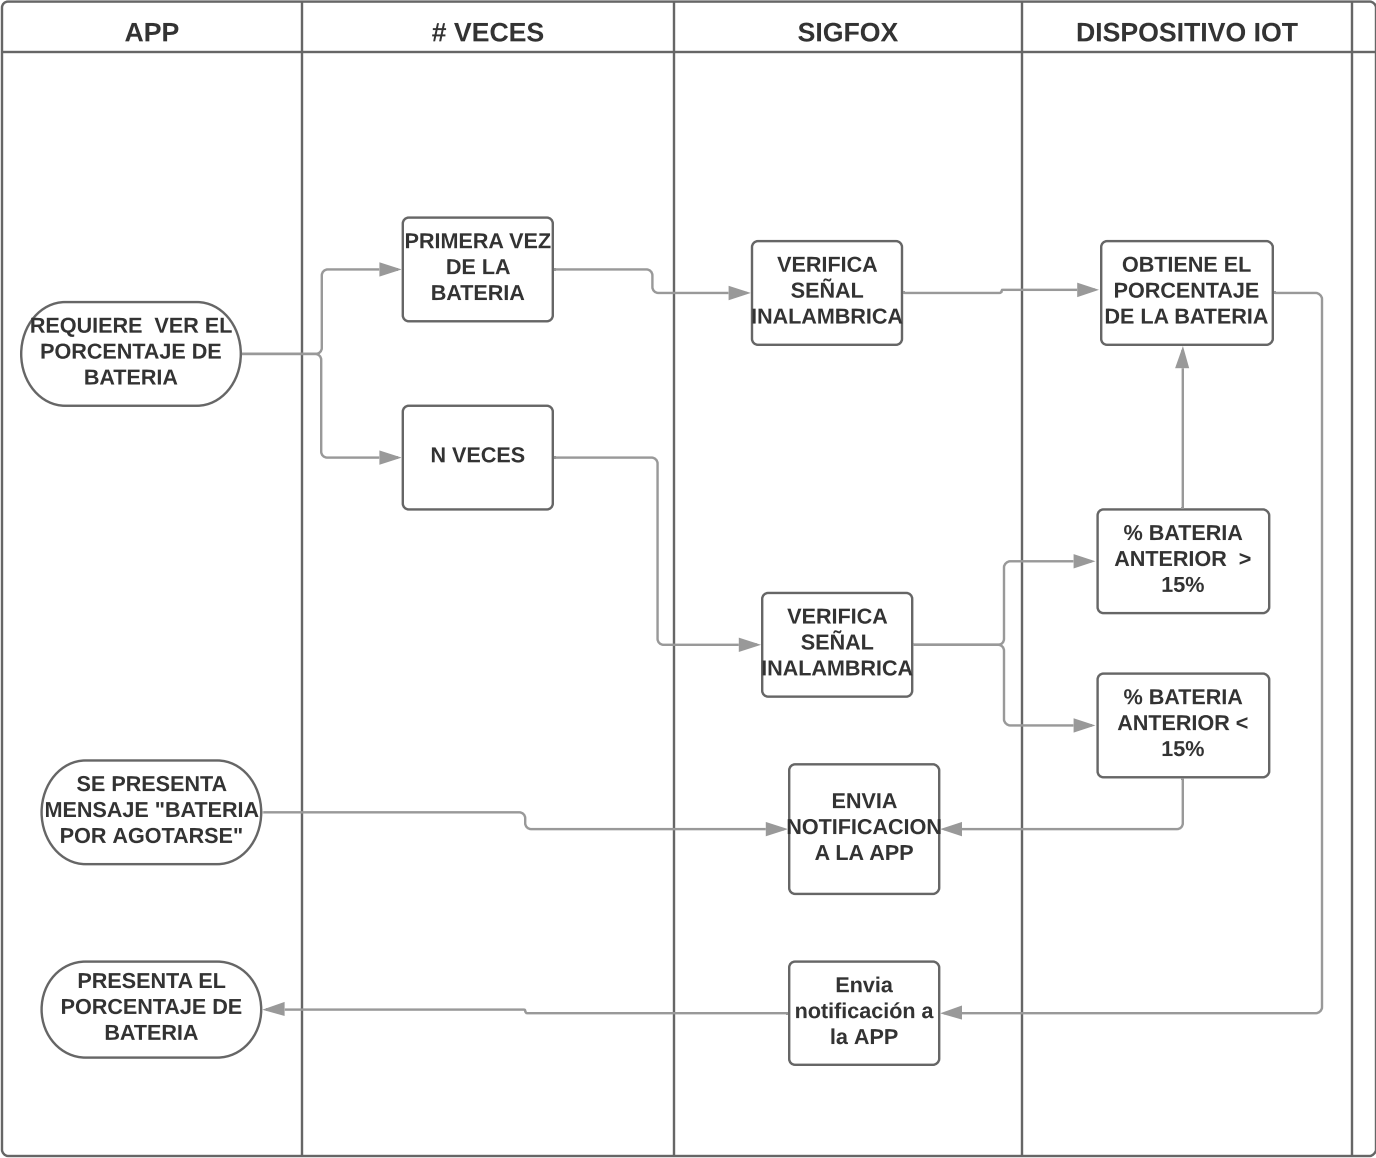 APP
# VECES
SIGFOX
DISPOSITIVO IOT
PRIMERA VEZ
DE LA
BATERIA
VERIFICA
SEÑAL
INALAMBRICA
OBTIENE EL
PORCENTAJE
DE LA BATERIA
REQUIERE  VER EL
PORCENTAJE DE
BATERIA
N VECES
% BATERIA
ANTERIOR  >
15%
VERIFICA
SEÑAL
INALAMBRICA
% BATERIA
ANTERIOR <
15%
SE PRESENTA
MENSAJE "BATERIA
POR AGOTARSE"
ENVIA
NOTIFICACION
A LA APP
PRESENTA EL
PORCENTAJE DE
BATERIA
Envia
notificación a
la APP